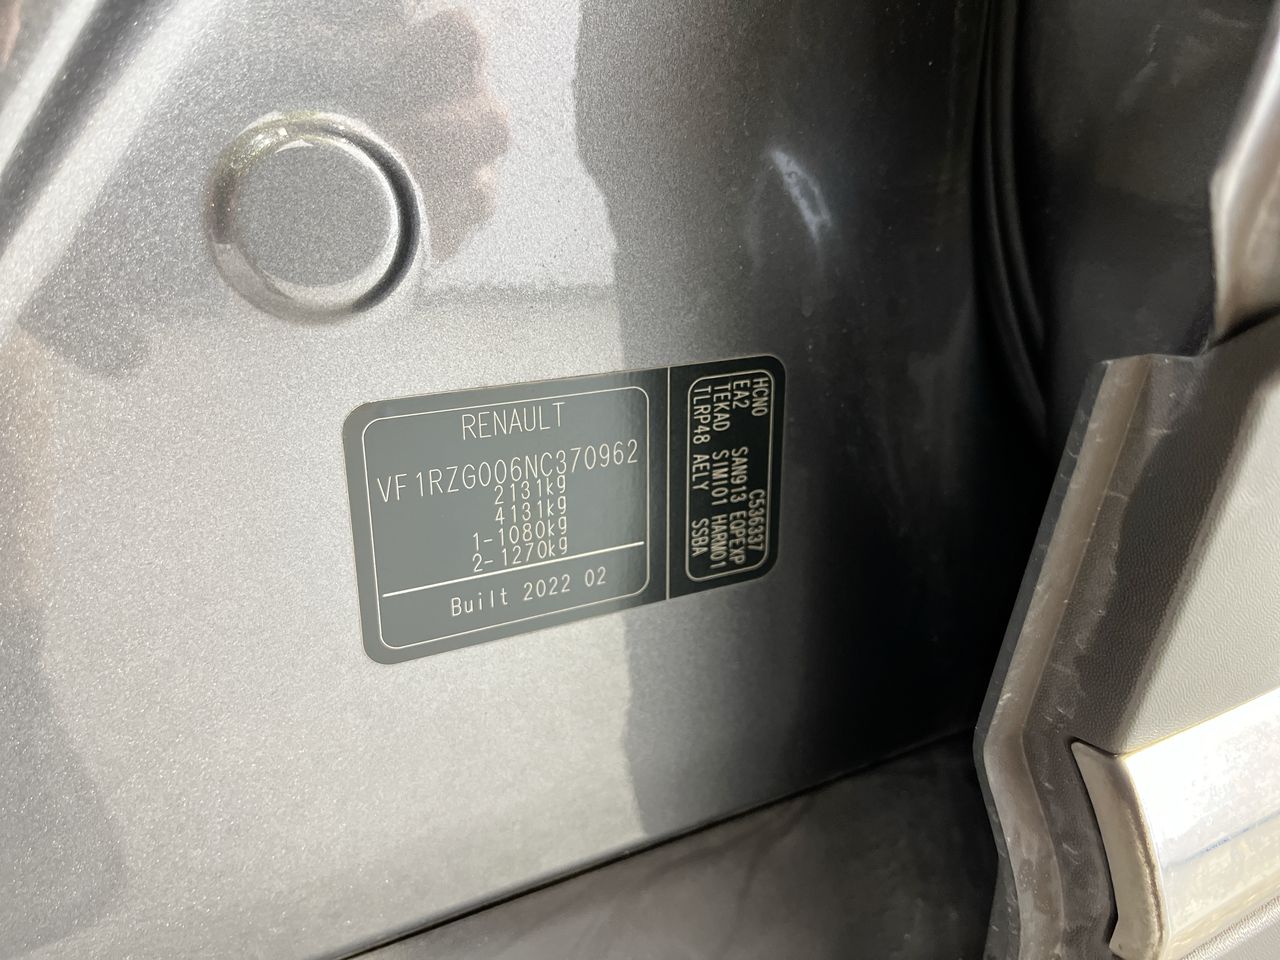 RENAULT
VF1RZG006NC370962
2131kg
4131kg
1-1080kg
2-1270kg
Built 2022 02
HCNO C536337
EA2 SAN913 EQPEXP
TEKAD SIMI01 HARM01
TLRP48 AELY SSBA